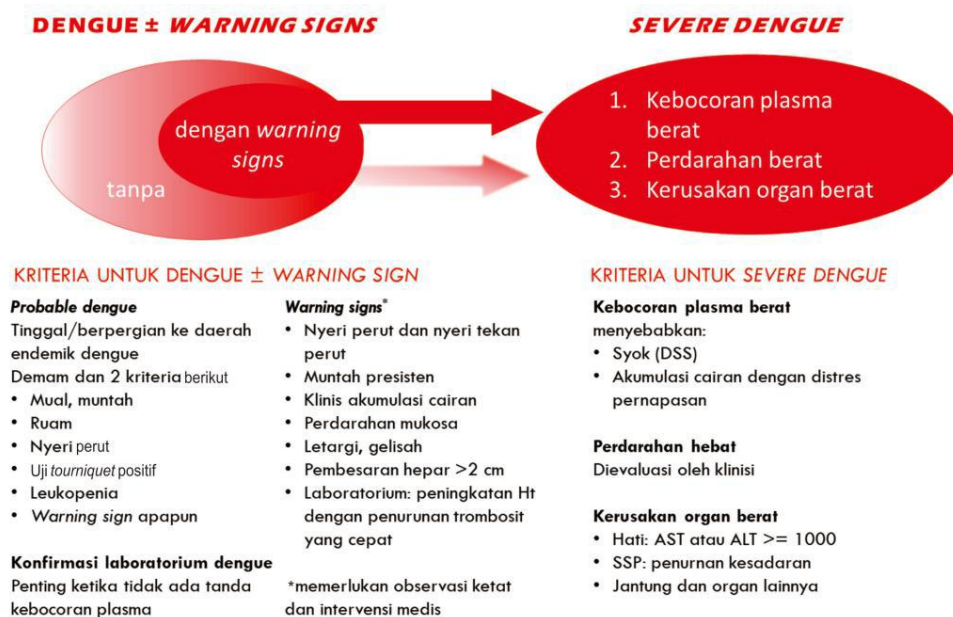 DENGUE ± WARNING SIGNS
SEVERE DENGUE
dengan warning
signs
tanpa
1. Kebocoran plasma
berat
2. Perdarahan berat
3. Kerusakan organ berat
KRITERIA UNTUK DENGUE ± WARNING SIGN
Probable dengue
Tinggal/berpergian ke daerah
endemik dengue
Demam dan 2 kriteria berikut
• Mual, muntah
• Ruam
• Nyeri perut
• Uji tourniquet positif
• Leukopenia
• Warning sign apapun
Konfirmasi laboratorium dengue
Penting ketika tidak ada tanda
kebocoran plasma
Warning signs*
• Nyeri perut dan nyeri tekan
perut
• Muntah presisten
• Klinis akumulasi cairan
• Perdarahan mukosa
• Letargi, gelisah
• Pembesaran hepar >2 cm
• Laboratorium: peningkatan Ht
dengan penurunan trombosit
yang cepat
*memerlukan observasi ketat
dan intervensi medis
KRITERIA UNTUK SEVERE DENGUE
Kebocoran plasma berat
menyebabkan:
• Syok (DSS)
• Akumulasi cairan dengan distres
pernapasan
Perdarahan hebat
Dievaluasi oleh klinisi
Kerusakan organ berat
• Hati: AST atau ALT >= 1000
• SSP: penurnan kesadaran
• Jantung dan organ lainnya